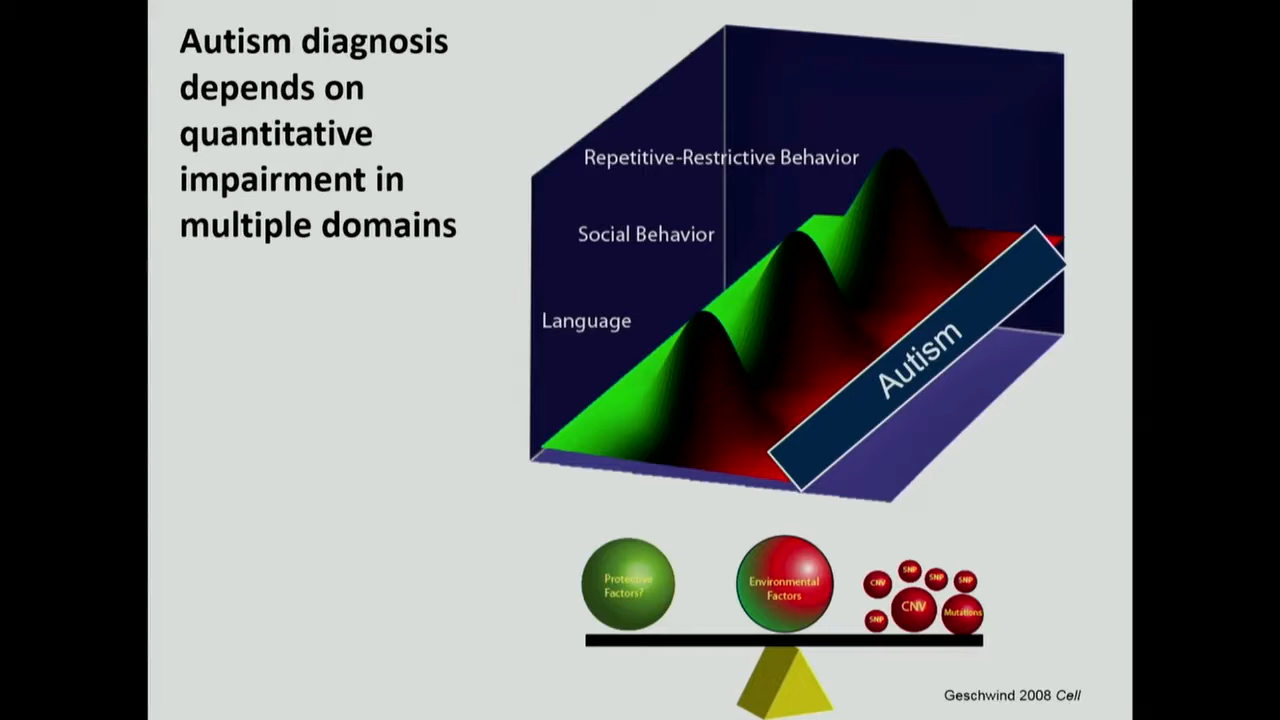 Autism diagnosis
depends on
quantitative
impairment in
multiple domains
Repetitive-Restrictive Behavior
Social Behavior
Language
Autism
Protective
Factors?
Environmental
Factors
CNV
SNP
SNP
SNP
SNP
CNV
Mutations
Geschwind 2008 Cell